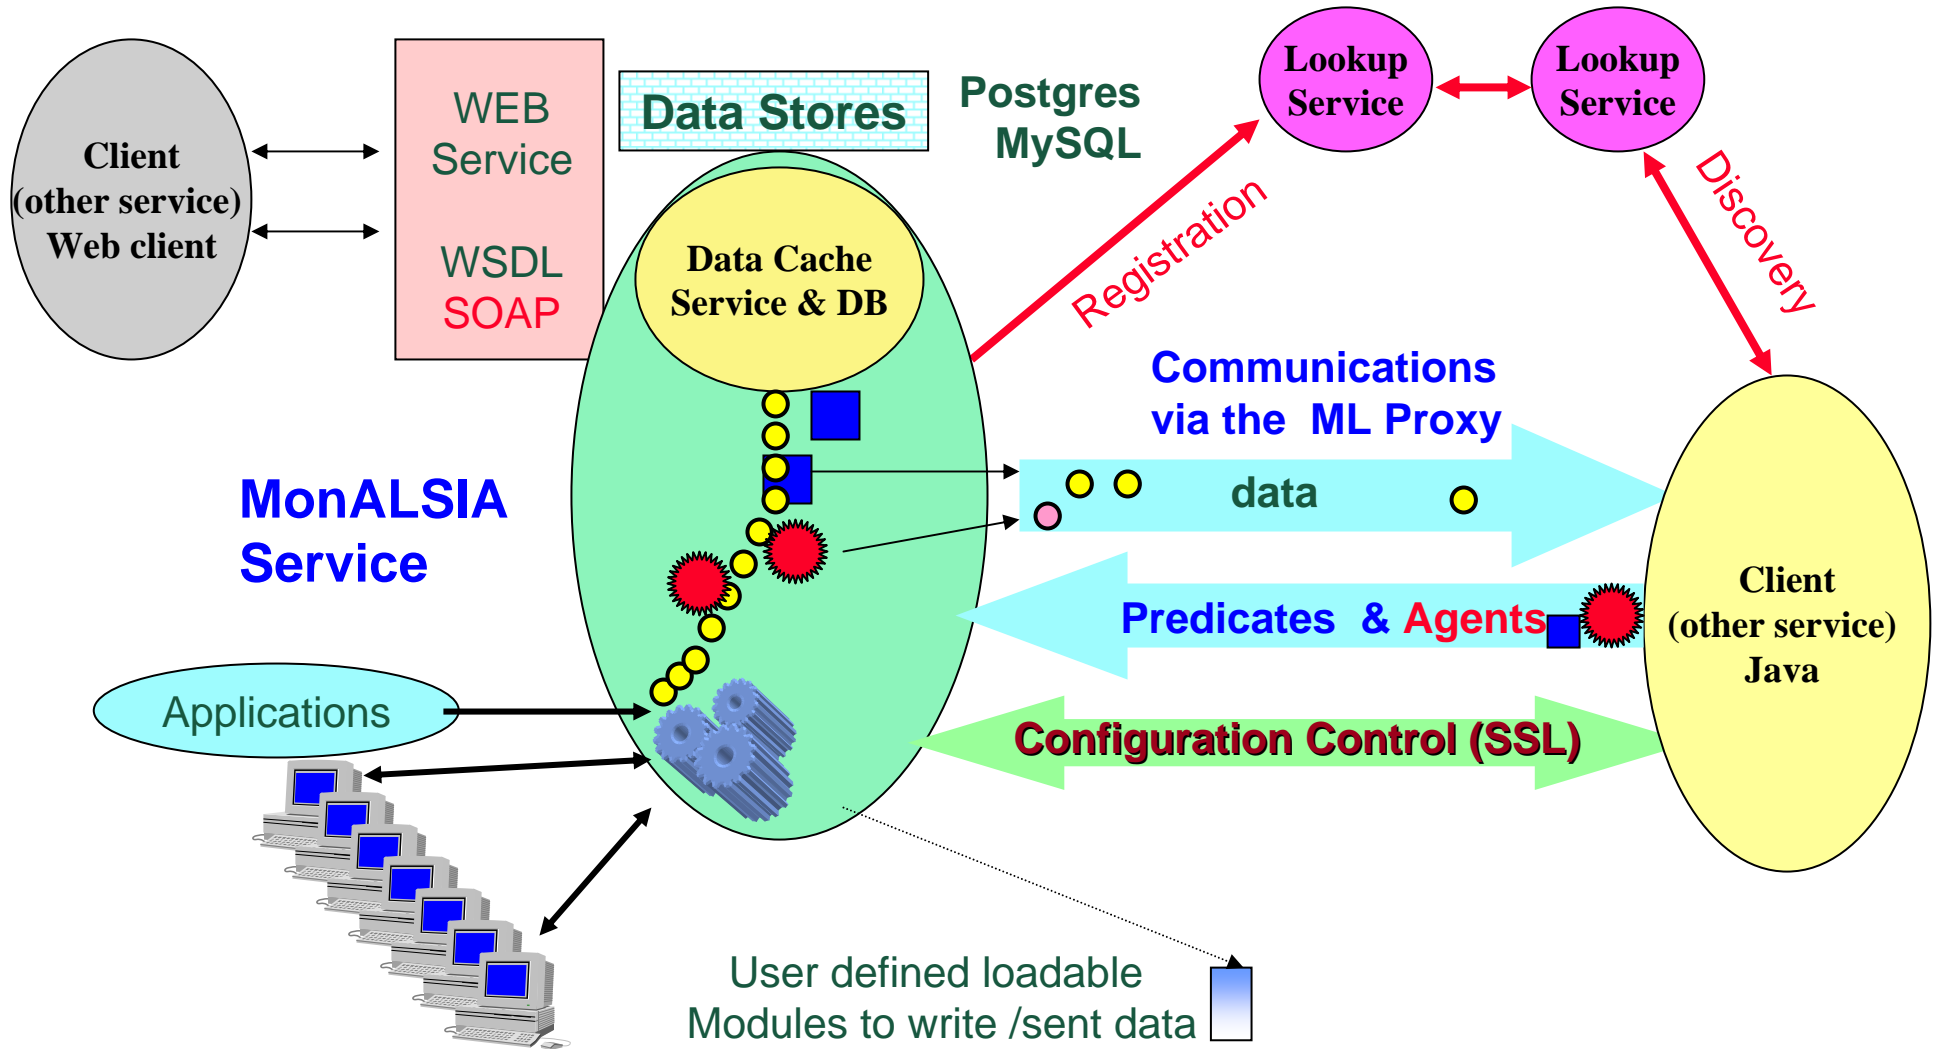 Client
(other service)
Web client
WEB
Service
WSDL
SOAP
Data Stores
Postgres
MySQL
Lookup
Service
Lookup
Service
Registration
Discovery
Data Cache
Service & DB
Communications
via the ML Proxy
data
MonALSIA
Service
Predicates & Agents
Client
(other service)
Java
Applications
Configuration Control (SSL)
User defined loadable
Modules to write /sent data